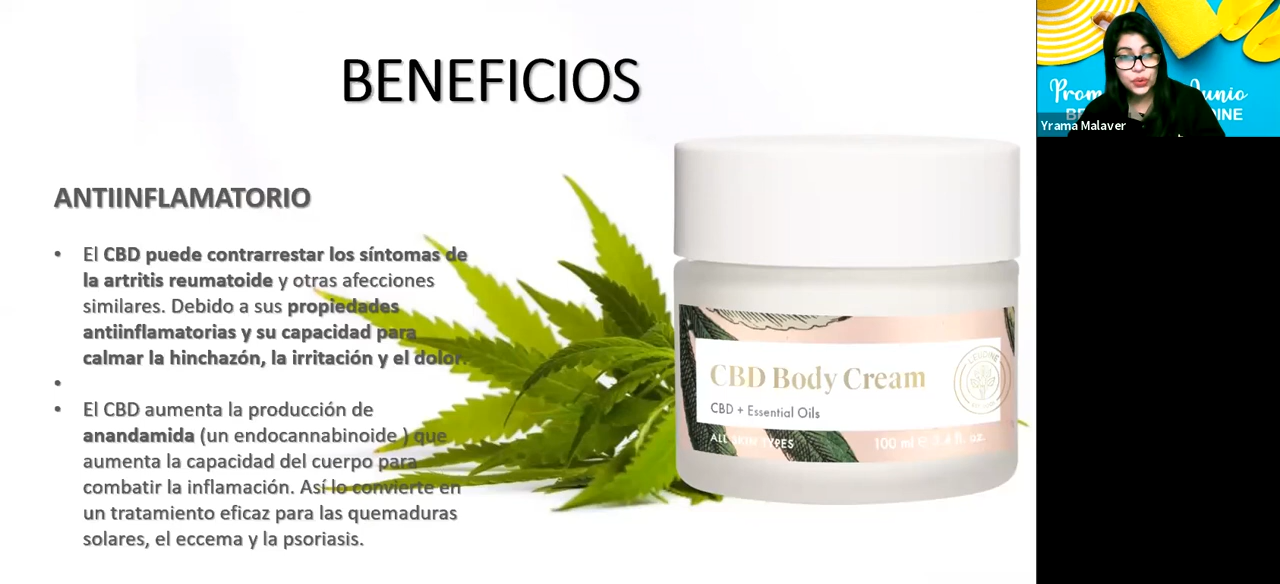 BENEFICIOS
ANTIINFLAMATORIO
• El CBD puede contrarrestar los síntomas de
la artritis reumatoide y otras afecciones
similares. Debido a sus propiedades
antiinflamatorias y su capacidad para
calmar la hinchazón, la irritación y el dolor.
•
• El CBD aumenta la producción de
anandamida (un endocannabinoide ) que
aumenta la capacidad del cuerpo para
combatir la inflamación. Así lo convierte en
un tratamiento eficaz para las quemaduras
solares, el eccema y la psoriasis.
CBD Body Cream
CBD + Essential Oils
ALL SKIN TYPES
100 ml 3.4 fl. oz.
Yrama Malaver